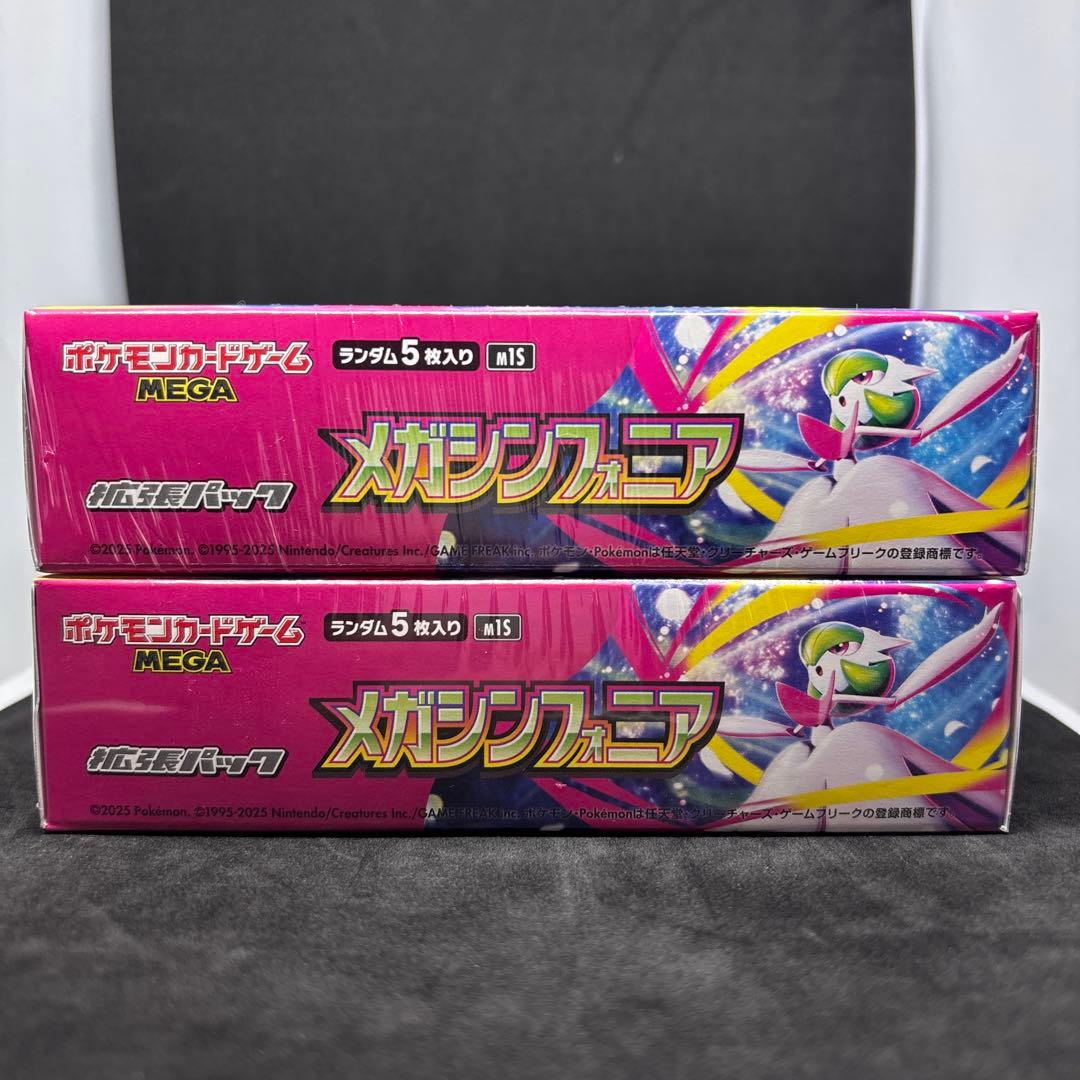 ポケモンカードゲーム
MEGA
ランダム5枚入り M1S
メガシンフォニア
拡張パック
©2025 Pokémon. ©1995-2025 Nintendo/Creatures Inc./GAME FREAK inc. ポケモン・Pokémonは任天堂・クリーチャーズ・ゲームフリークの登録商標です。
ポケモンカードゲーム
MEGA
ランダム5枚入り M1S
メガシンフォニア
拡張パック
©2025 Pokémon. ©1995-2025 Nintendo/Creatures Inc./GAME FREAK inc. ポケモン・Pokémonは任天堂・クリーチャーズ・ゲームフリークの登録商標です。